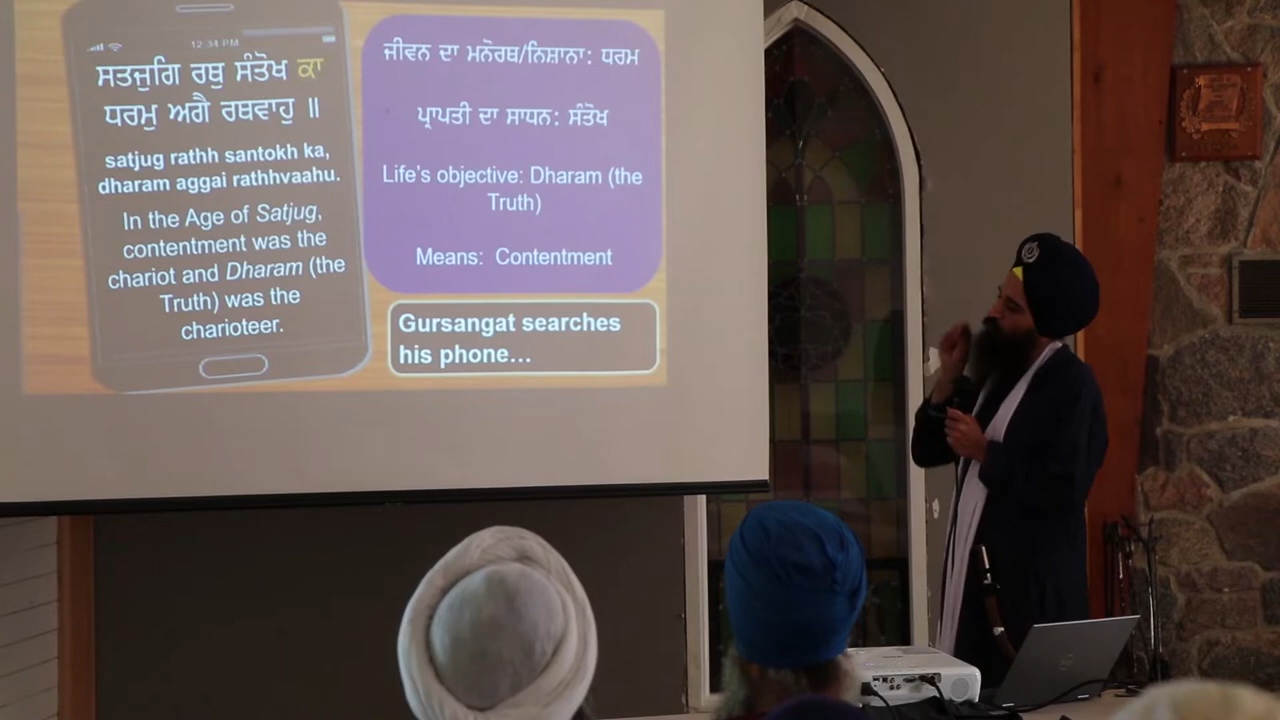 12:34 PM
ਸਤਜੁਗਿ ਰਥੁ ਸੰਤੋਖ ਕਾ
ਧਰਮੁ ਅਗੈ ਰਥਵਾਹੁ ॥
satjug rathh santokh ka,
dharam aggai rathhvaahu.
In the Age of Satjug,
contentment was the
chariot and Dharam (the
Truth) was the
charioteer.
ਜੀਵਨ ਦਾ ਮਨੋਰਥ/ਨਿਸ਼ਾਨਾ: ਧਰਮ
ਪ੍ਰਾਪਤੀ ਦਾ ਸਾਧਨ: ਸੰਤੋਖ
Life's objective: Dharam (the
Truth)
Means: Contentment
Gursangat searches
his phone...